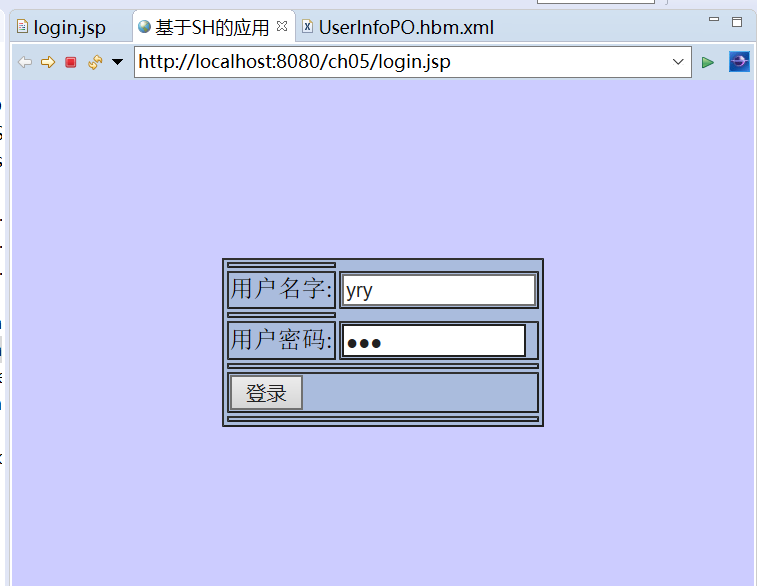 login.jsp 基于SH的应用 UserInfoPO.hbm.xml
http://localhost:8080/ch05/login.jsp
用户名字: yry
用户密码: ●●●
登录